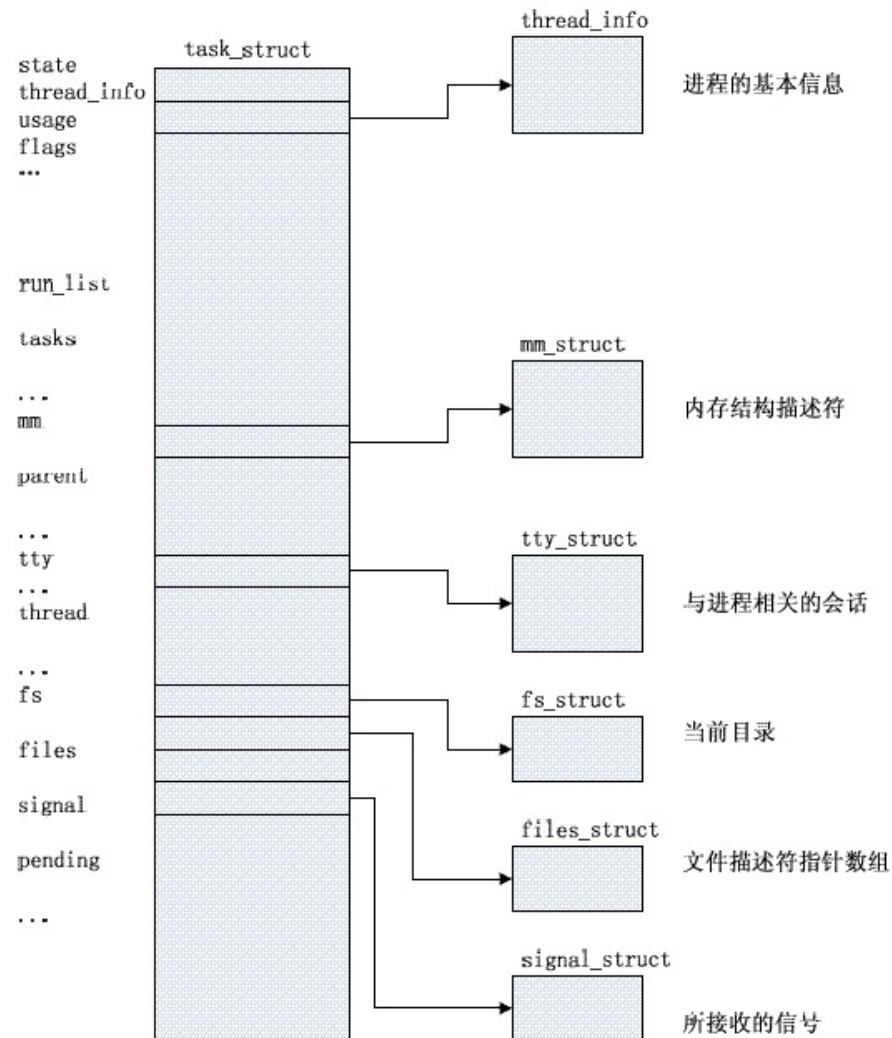 task_struct
state
thread_info
usage
flags
...
run_list
tasks
...
mm
parent
...
tty
...
thread
...
fs
files
signal
pending
...
thread_info
进程的基本信息
mm_struct
内存结构描述符
tty_struct
与进程相关的会话
fs_struct
当前目录
files_struct
文件描述符指针数组
signal_struct
所接收的信号